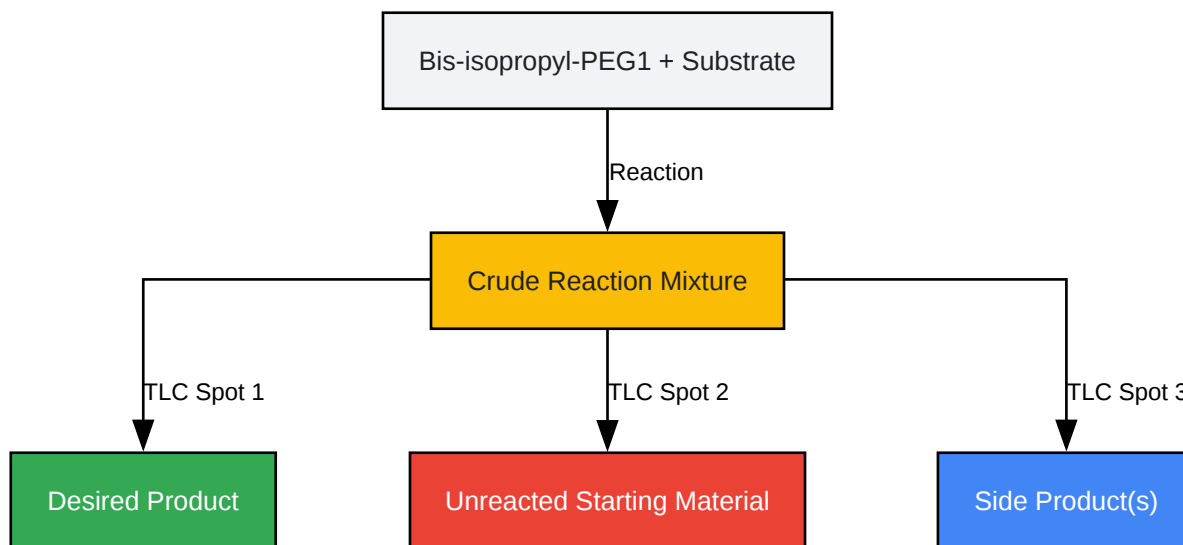 Bis-isopropyl-PEG1 + Substrate
Reaction
Crude Reaction Mixture
TLC Spot 1
TLC Spot 2
TLC Spot 3
Desired Product
Unreacted Starting Material
Side Product(s)